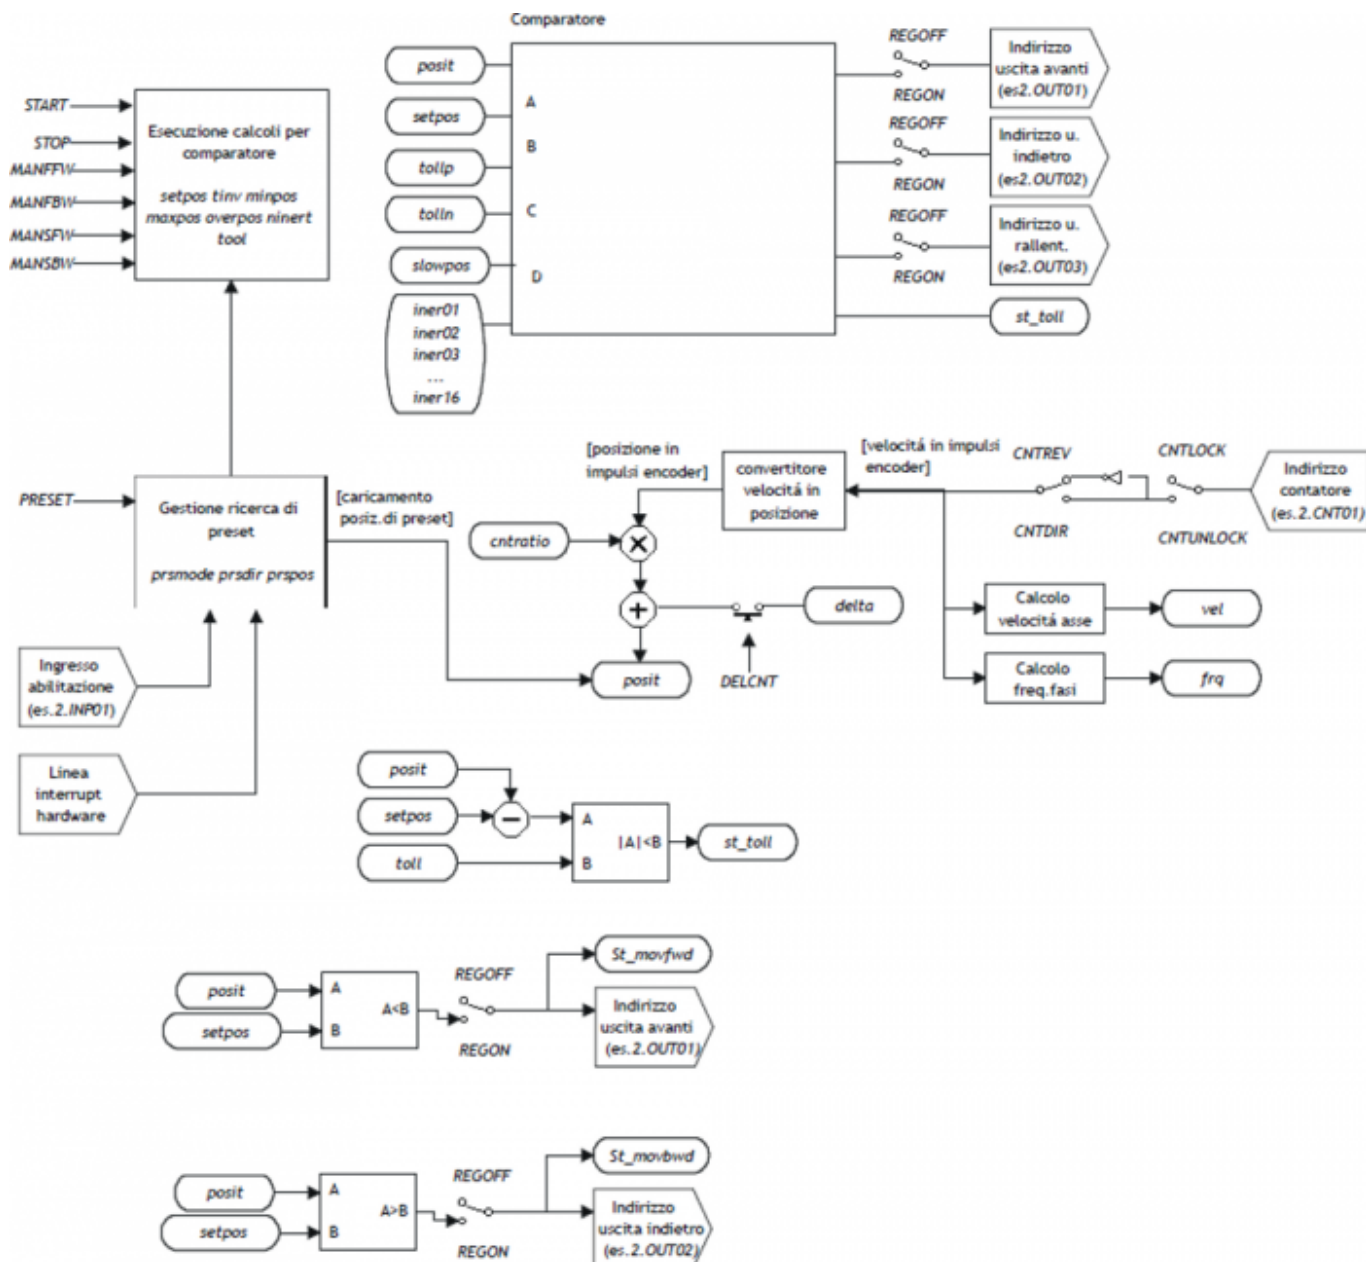 Comparatore
posit
setpos
tollp
tolln
slowpos
iner01
iner02
iner03
...
iner16
A
B
C
D
REGOFF
REGON
Indirizzo
uscita avanti
(es2.OUT01)
REGOFF
REGON
Indirizzo u.
indietro
(es2.OUT02)
REGOFF
REGON
Indirizzo u.
rallent.
(es2.OUT03)
st_toll
START
STOP
MANFFW
MANFBW
MANSFW
MANSBW
Esecuzione calcoli per
comparatore
setpos tinv minpos
maxpos overpos ninert
tool
PRESET
Gestione ricerca di
preset
prsmode prsdir prspos
[caricamento
posiz.di preset]
Ingresso
abilitazione
(es.2.INP01)
Linea
interrupt
hardware
[posizione in
impulsi encoder]
convertitore
velocitá in
posizione
[velocitá in impulsi
encoder]
CNTREV
CNTDIR
CNTLOCK
CNTUNLOCK
Indirizzo
contatore
(es.2.CNT01)
cntratio
×
+
delta
DELCNT
posit
Calcolo
velocitá asse
vel
Calcolo
freq.fasi
frq
posit
setpos
toll
−
A
B
|A|<B
st_toll
posit
setpos
A
B
A<B
REGOFF
REGON
St_movfwd
Indirizzo
uscita avanti
(es.2.OUT01)
posit
setpos
A
B
A>B
REGOFF
REGON
St_movbwd
Indirizzo
uscita indietro
(es.2.OUT02)